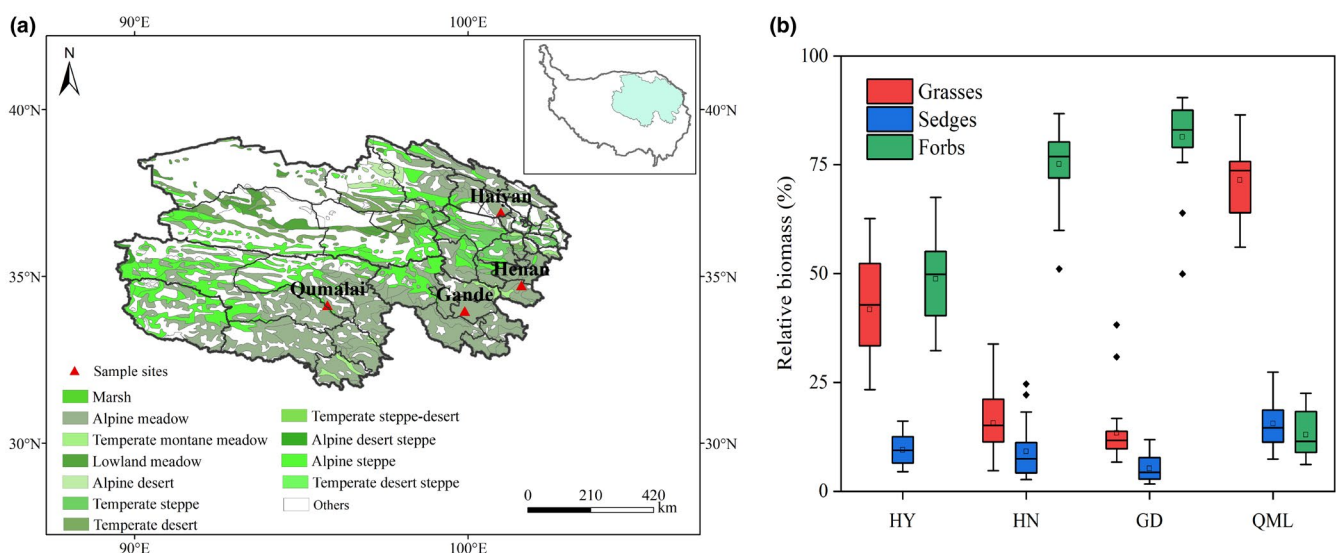 (a)
90°E
100°E
N
40°N
40°N
Haiyan
35°N
35°N
Henan
Qumalai
Gande
Sample sites
Marsh
Alpine meadow
Temperate montane meadow
Lowland meadow
Alpine desert
Temperate steppe
Temperate desert
Temperate steppe-desert
Alpine desert steppe
Alpine steppe
Temperate desert steppe
Others
30°N
30°N
0 210 420
km
90°E
100°E
(b)
Relative biomass (%)
100
75
50
25
0
Grasses
Sedges
Forbs
HY HN GD QML